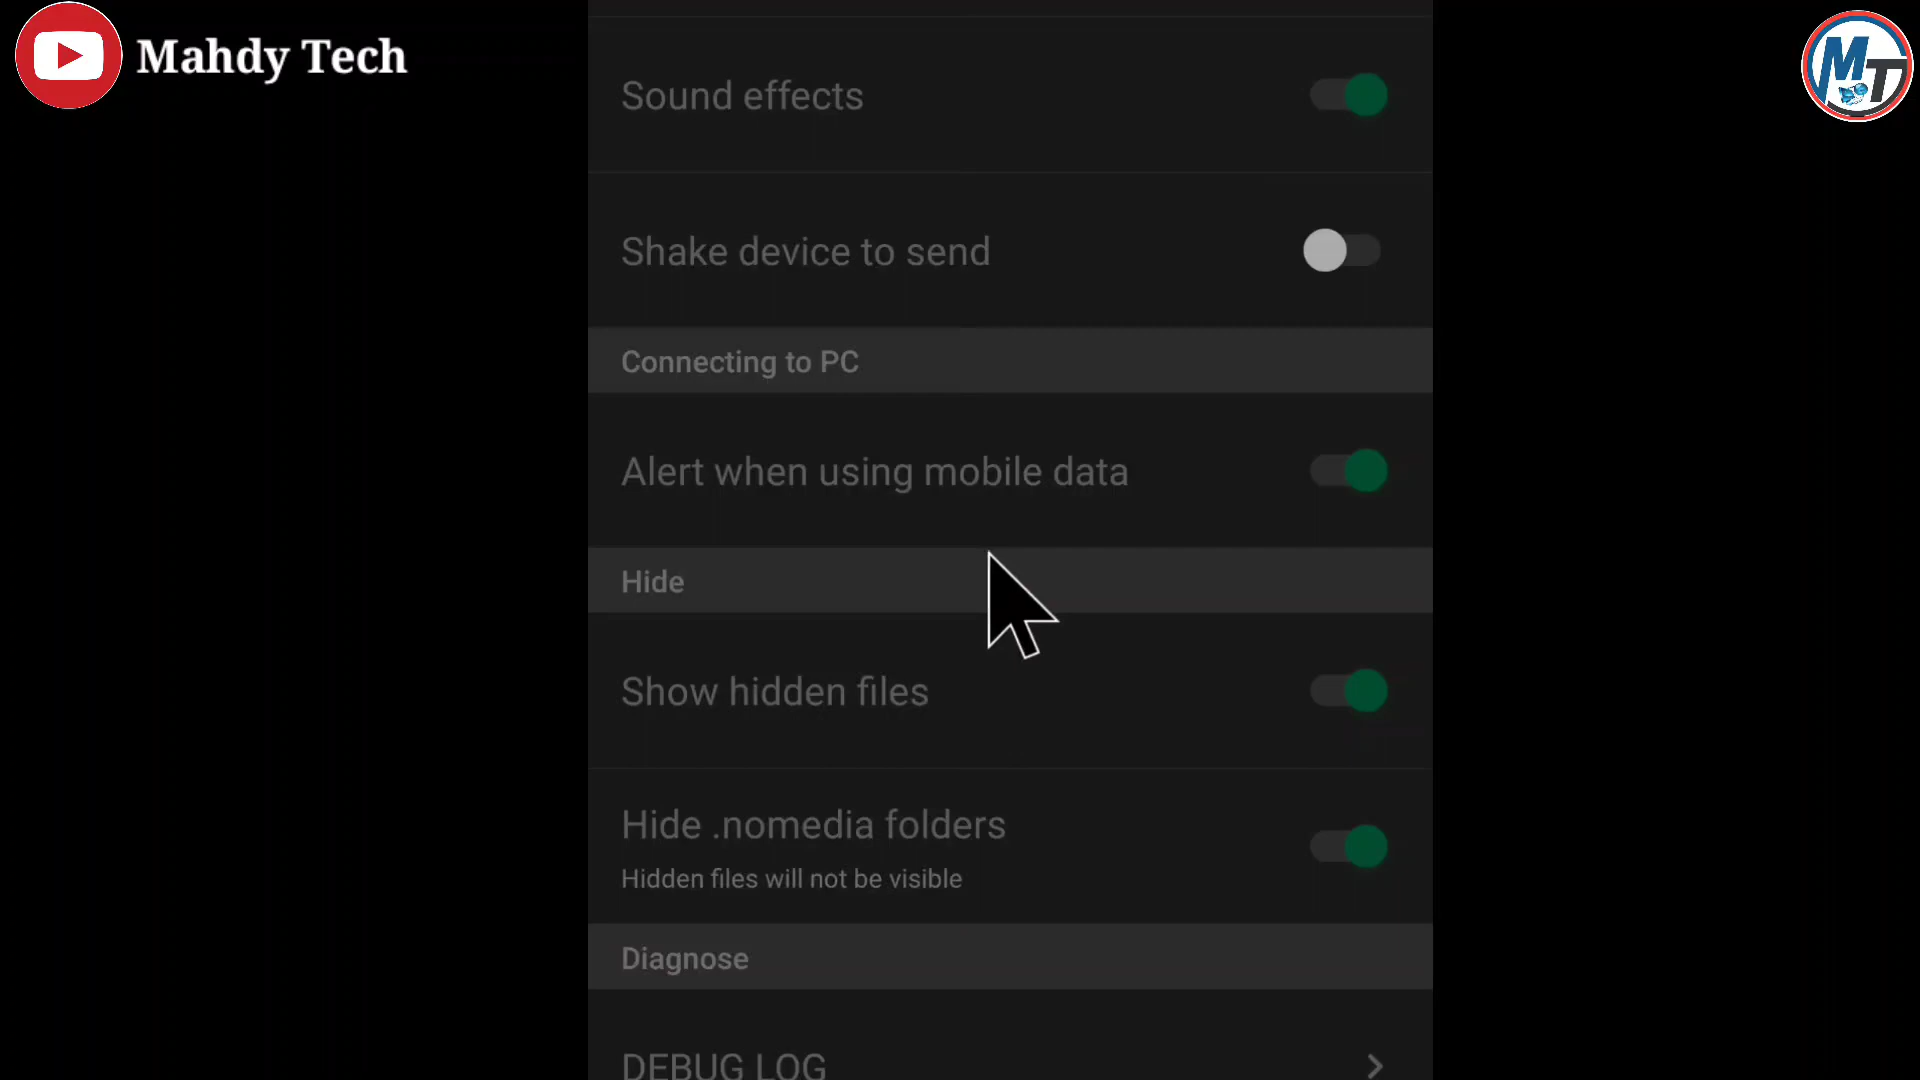 Mahdy Tech
MT
Sound effects
Shake device to send
Connecting to PC
Alert when using mobile data
Hide
Show hidden files
Hide .nomedia folders
Hidden files will not be visible
Diagnose
DEBUG LOG